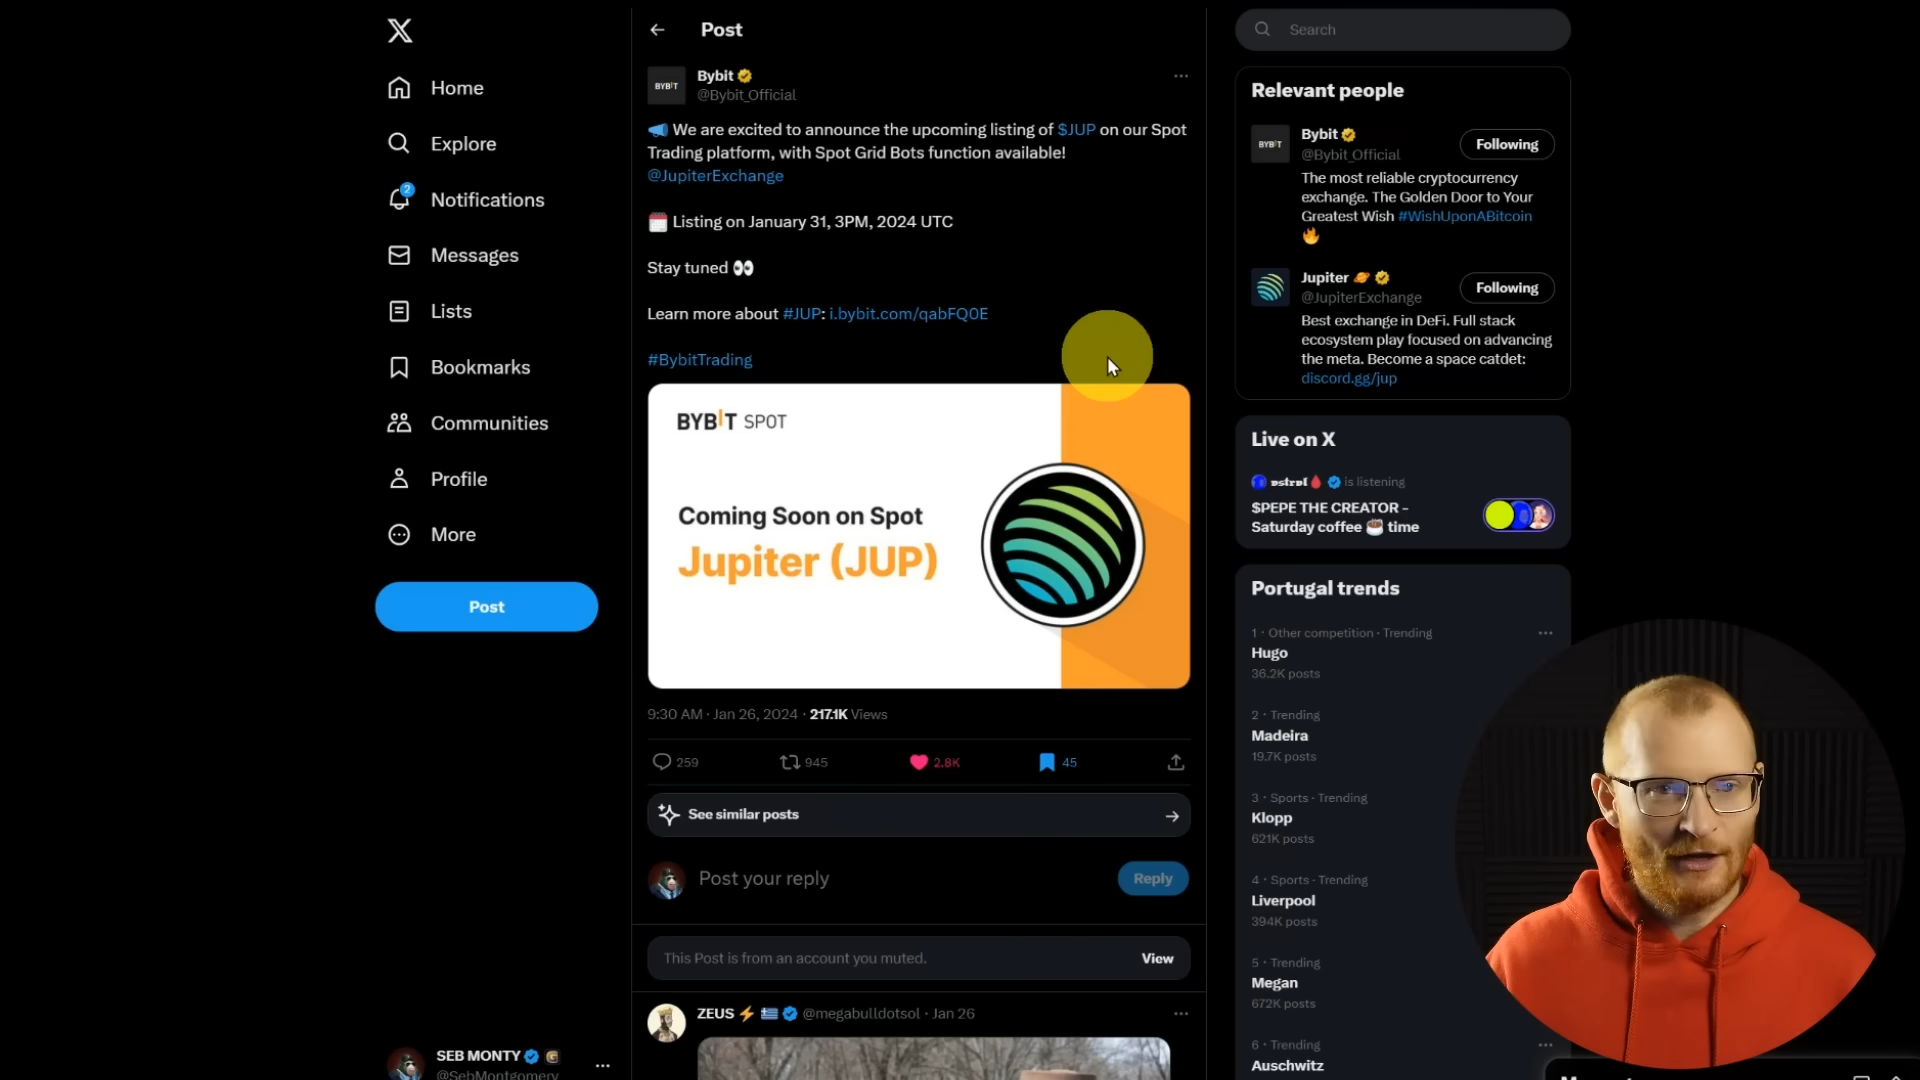 Home
Explore
2
Notifications
Messages
Lists
Bookmarks
Communities
Profile
More
Post
SEB MONTY
@SebMontgomery
Post
BYBIT
Bybit
@Bybit_Official
We are excited to announce the upcoming listing of $JUP on our Spot
Trading platform, with Spot Grid Bots function available!
@JupiterExchange
Listing on January 31, 3PM, 2024 UTC
Stay tuned
Learn more about #JUP: i.bybit.com/qabFQ0E
#BybitTrading
BYBIT SPOT
Coming Soon on Spot
Jupiter (JUP)
9:30 AM · Jan 26, 2024 · 217.1K Views
259
945
2.8K
45
See similar posts
Post your reply
Reply
This Post is from an account you muted.
View
ZEUS @megabulldotsol · Jan 26
Search
Relevant people
BYBIT
Bybit
@Bybit_Official
Following
The most reliable cryptocurrency
exchange. The Golden Door to Your
Greatest Wish #WishUponABitcoin
Jupiter
@JupiterExchange
Following
Best exchange in DeFi. Full stack
ecosystem play focused on advancing
the meta. Become a space catdet:
discord.gg/jup
Live on X
is listening
$PEPE THE CREATOR -
Saturday coffee time
Portugal trends
1 · Other competition · Trending
Hugo
36.2K posts
2 · Trending
Madeira
19.7K posts
3 · Sports · Trending
Klopp
621K posts
4 · Sports · Trending
Liverpool
394K posts
5 · Trending
Megan
672K posts
6 · Trending
Auschwitz